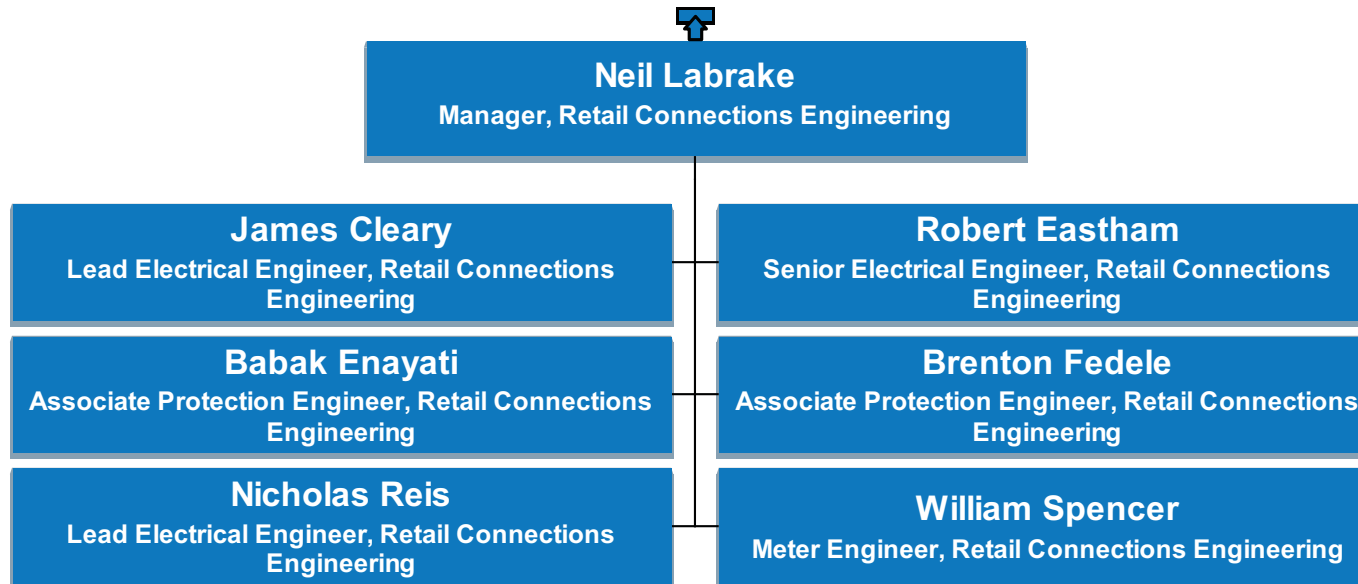 Neil Labrake
Manager, Retail Connections Engineering
James Cleary
Lead Electrical Engineer, Retail Connections
Engineering
Robert Eastham
Senior Electrical Engineer, Retail Connections
Engineering
Babak Enayati
Associate Protection Engineer, Retail Connections
Engineering
Brenton Fedele
Associate Protection Engineer, Retail Connections
Engineering
Nicholas Reis
Lead Electrical Engineer, Retail Connections
Engineering
William Spencer
Meter Engineer, Retail Connections Engineering